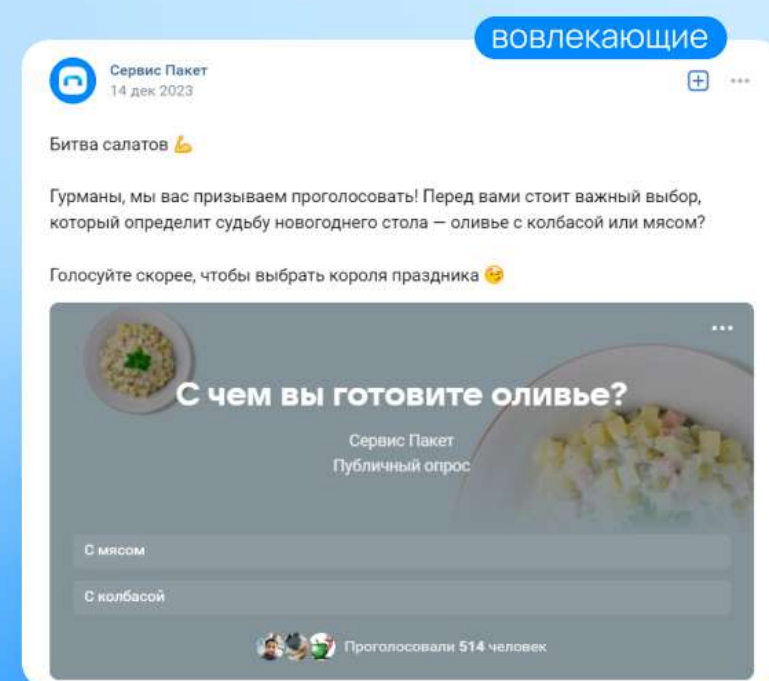 вовлекающие
Сервис Пакет
14 дек 2023
Битва салатов 💪
Гурманы, мы вас призываем проголосовать! Перед вами стоит важный выбор,
который определит судьбу новогоднего стола — оливье с колбасой или мясом?
Голосуйте скорее, чтобы выбрать короля праздника 😏
С чем вы готовите оливье?
Сервис Пакет
Публичный опрос
С мясом
С колбасой
Проголосовали 514 человек